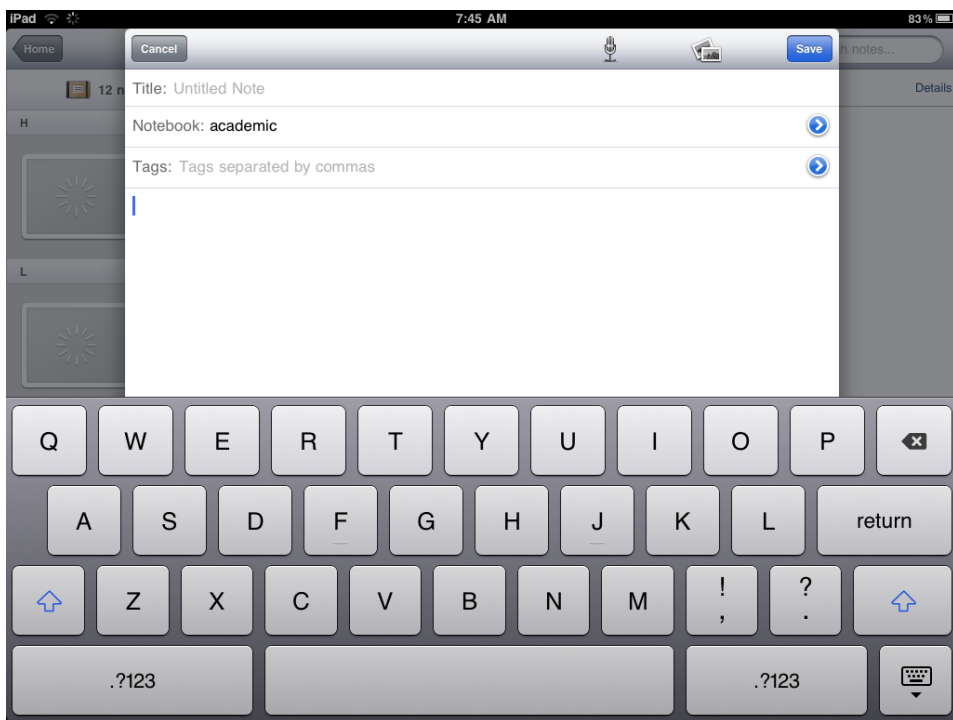 iPad 7:45 AM 83%
Home Cancel Save h notes...
12 n Title: Untitled Note Details
H Notebook: academic
Tags: Tags separated by commas
L
Q W E R T Y U I O P
A S D F G H J K L return
Z X C V B N M ! , ? .
.?123 .?123